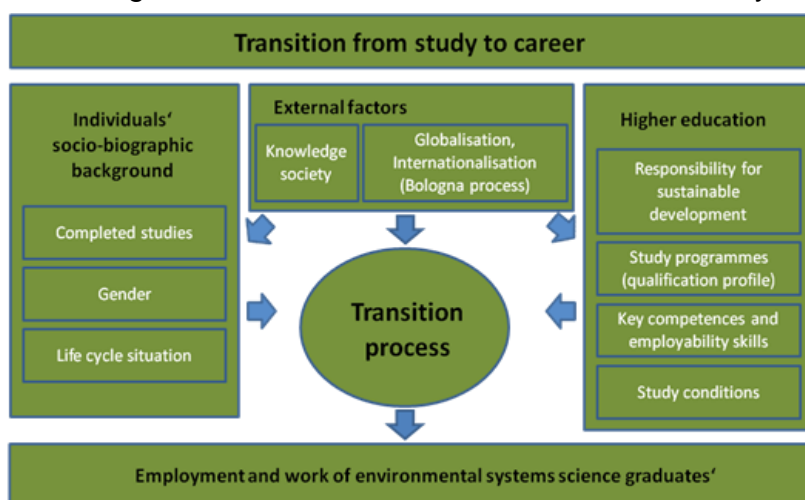 Transition from study to career
Individuals‘
socio-biographic
background
Completed studies
Gender
Life cycle situation
External factors
Knowledge
society
Globalisation,
Internationalisation
(Bologna process)
Transition
process
Higher education
Responsibility for
sustainable
development
Study programmes
(qualification profile)
Key competences and
employability skills
Study conditions
Employment and work of environmental systems science graduates‘